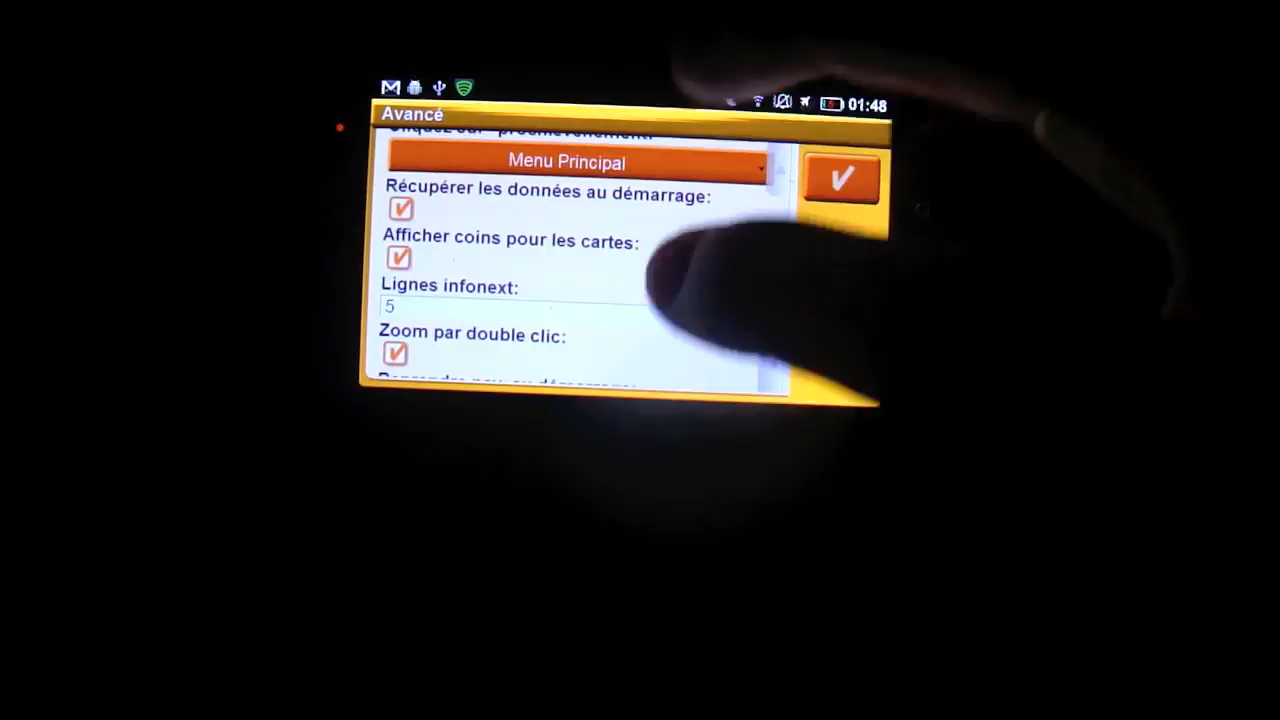 01:48
Avancé
Menu Principal
Récupérer les données au démarrage:
Afficher coins pour les cartes:
Lignes infonext:
5
Zoom par double clic: